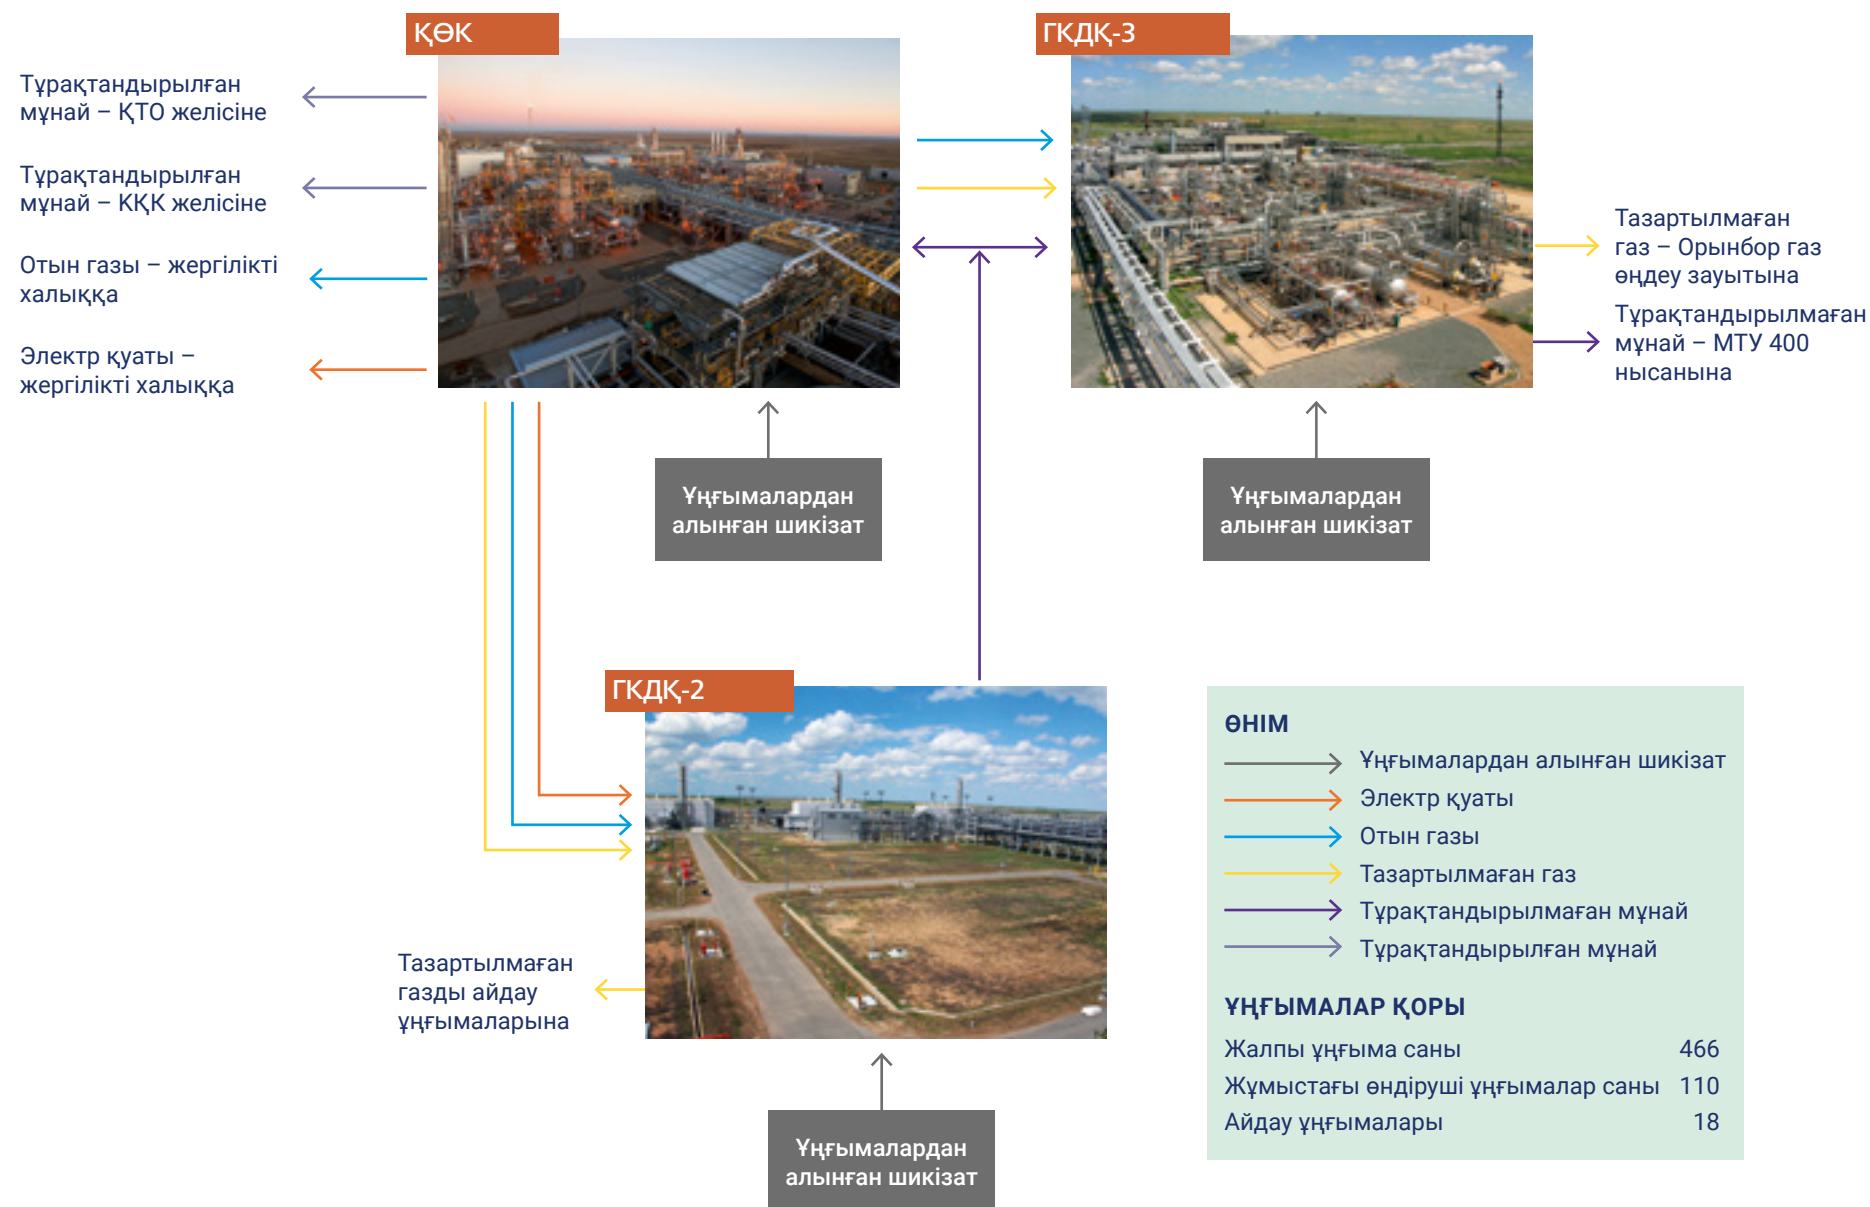 ҚӨК
ГКДҚ-3
Тұрақтандырылған
мұнай – ҚТО желісіне
Тұрақтандырылған
мұнай – КҚК желісіне
Отын газы – жергілікті
халыққа
Электр қуаты –
жергілікті халыққа
Тазартылмаған
газ – Орынбор газ
өңдеу зауытына
Тұрақтандырылмаған
мұнай – МТУ 400
нысанына
Ұңғымалардан
алынған шикізат
Ұңғымалардан
алынған шикізат
ГКДҚ-2
Тазартылмаған
газды айдау
ұңғымаларына
Ұңғымалардан
алынған шикізат
ӨНІМ
Ұңғымалардан алынған шикізат
Электр қуаты
Отын газы
Тазартылмаған газ
Тұрақтандырылмаған мұнай
Тұрақтандырылған мұнай
ҰҢҒЫМАЛАР ҚОРЫ
Жалпы ұңғыма саны 466
Жұмыстағы өндіруші ұңғымалар саны 110
Айдау ұңғымалары 18